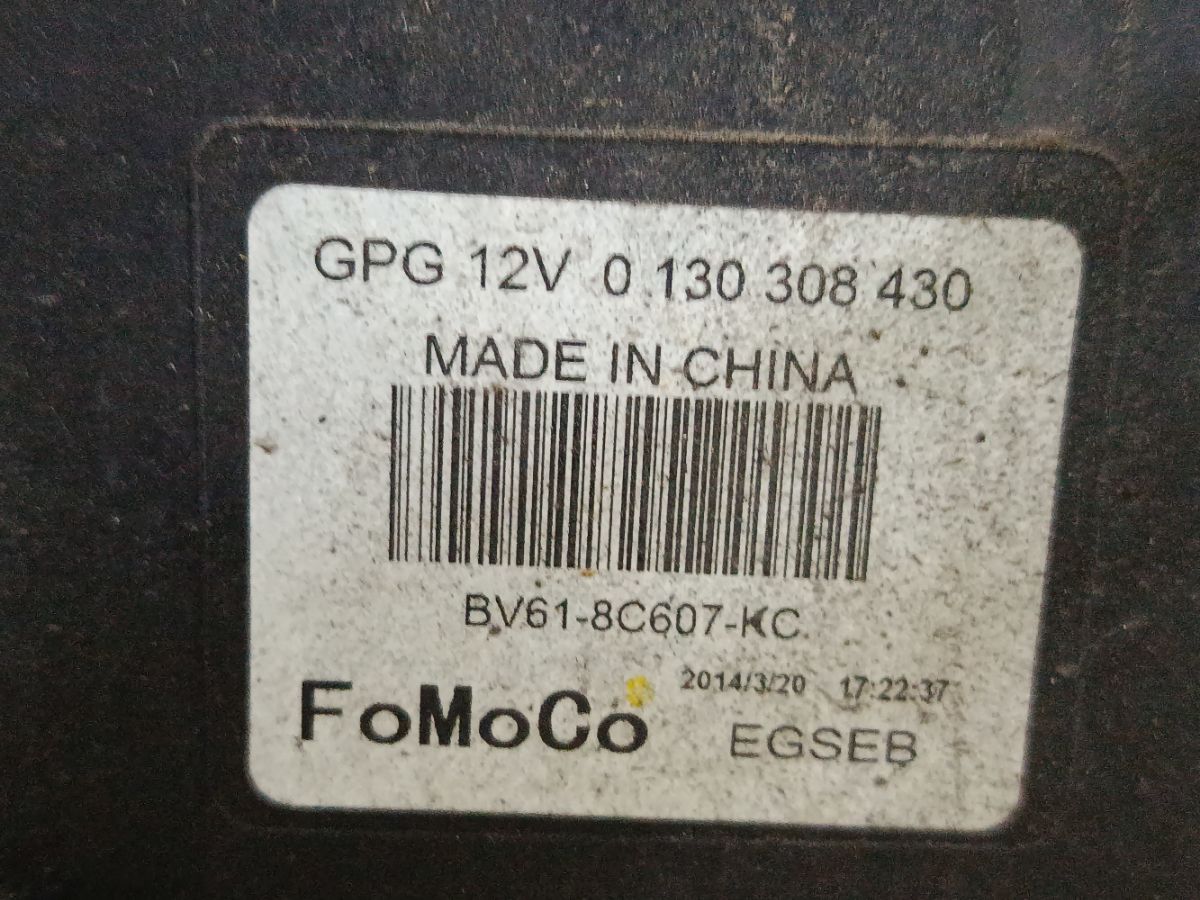 GPG 12V 0 130 308 430
MADE IN CHINA
BV61-8C607-KC
2014/3/20 17:22:37
FoMoCo
EGSEB